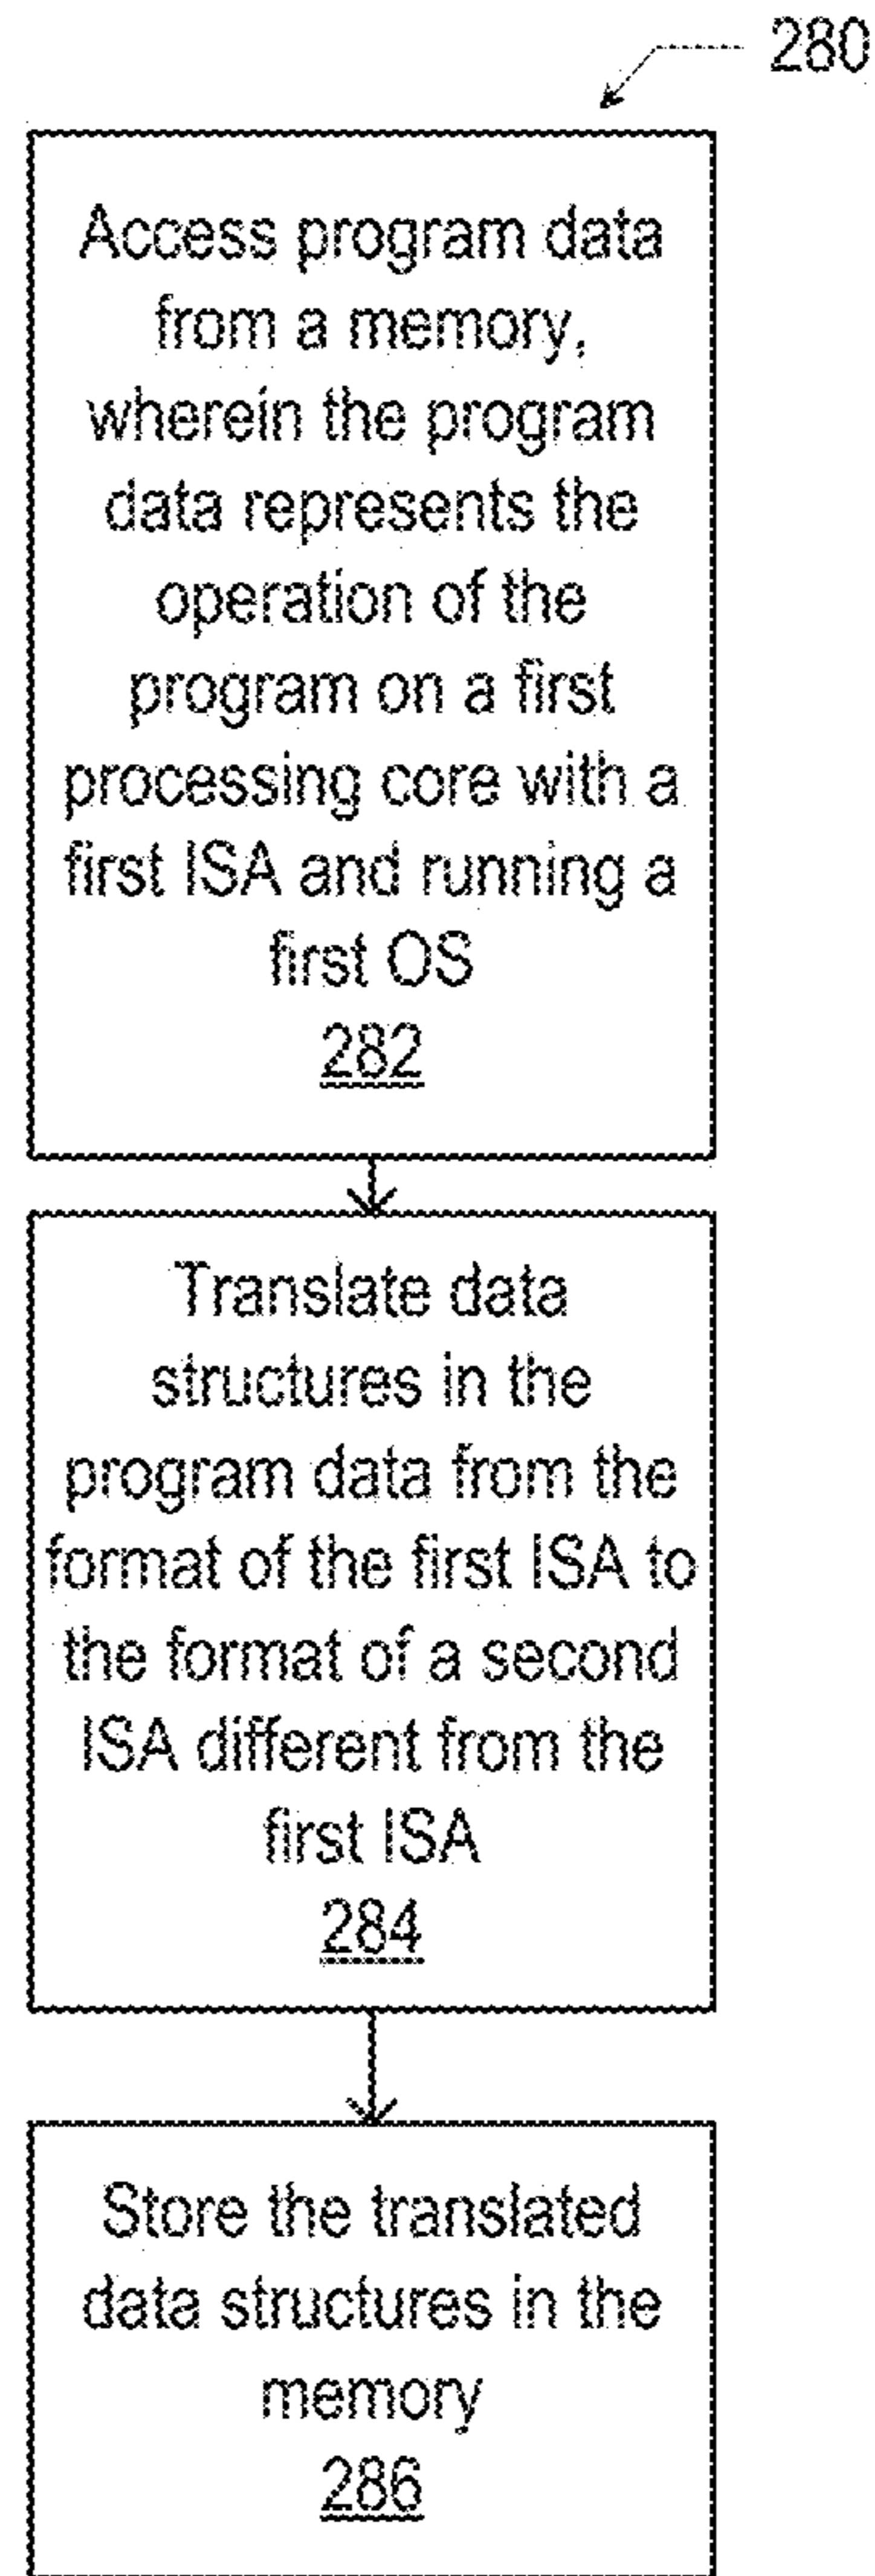 280
Access program data
from a memory,
wherein the program
data represents the
operation of the
program on a first
processing core with a
first ISA and running a
first OS
282
Translate data
structures in the
program data from the
format of the first ISA to
the format of a second
ISA different from the
first ISA
284
Store the translated
data structures in the
memory
286